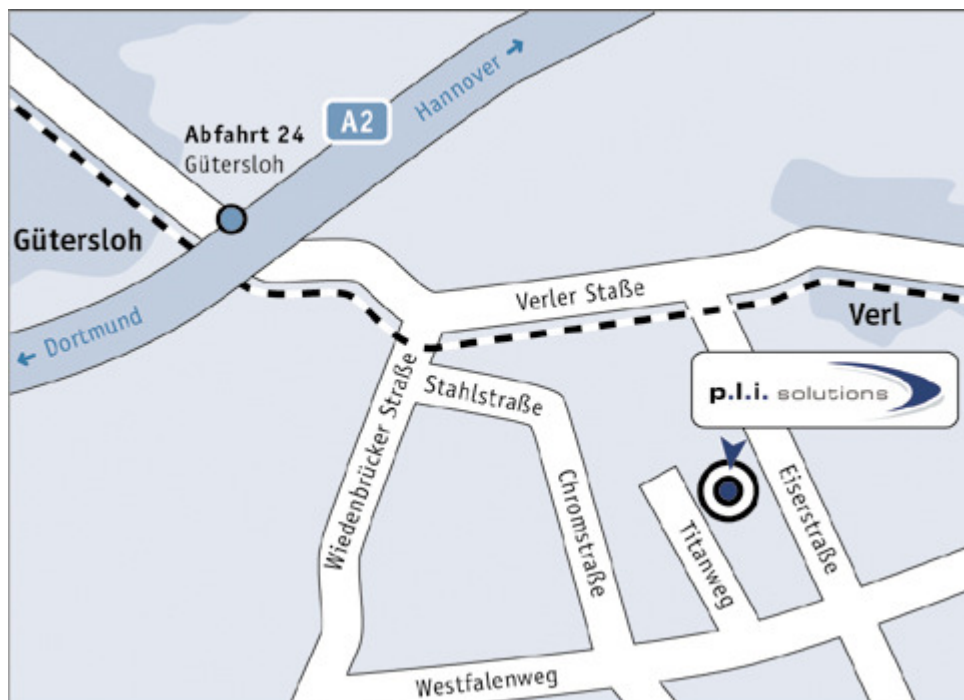 Hannover →
A2
Abfahrt 24
Gütersloh
Gütersloh
← Dortmund
Verler Staße
Verl
p.l.i. solutions
Stahlstraße
Wiedenbrücker Straße
Chromstraße
Titanweg
Eiserstraße
Westfalenweg